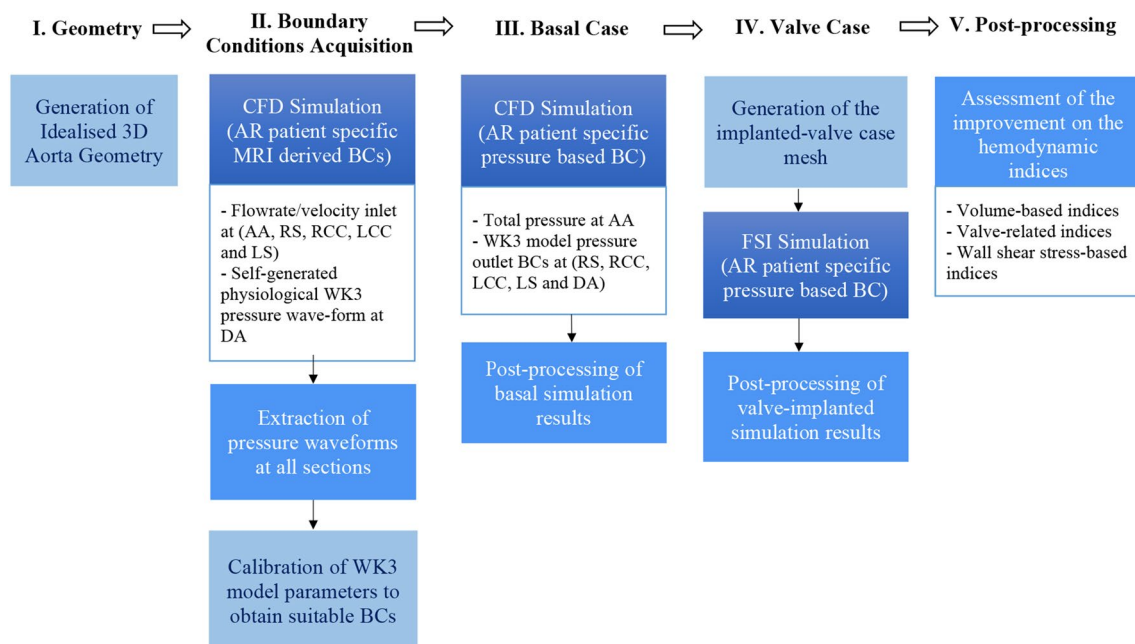 I. Geometry
II. Boundary
Conditions Acquisition
III. Basal Case
IV. Valve Case
V. Post-processing
Generation of
Idealised 3D
Aorta Geometry
CFD Simulation
(AR patient specific
MRI derived BCs)
- Flowrate/velocity inlet
at (AA, RS, RCC, LCC
and LS)
- Self-generated
physiological WK3
pressure wave-form at
DA
Extraction of
pressure waveforms
at all sections
Calibration of WK3
model parameters to
obtain suitable BCs
CFD Simulation
(AR patient specific
pressure based BC)
- Total pressure at AA
- WK3 model pressure
outlet BCs at (RS, RCC,
LCC, LS and DA)
Post-processing of
basal simulation
results
Generation of the
implanted-valve case
mesh
FSI Simulation
(AR patient specific
pressure based BC)
Post-processing of
valve-implanted
simulation results
Assessment of the
improvement on the
hemodynamic
indices
- Volume-based indices
- Valve-related indices
- Wall shear stress-based
indices